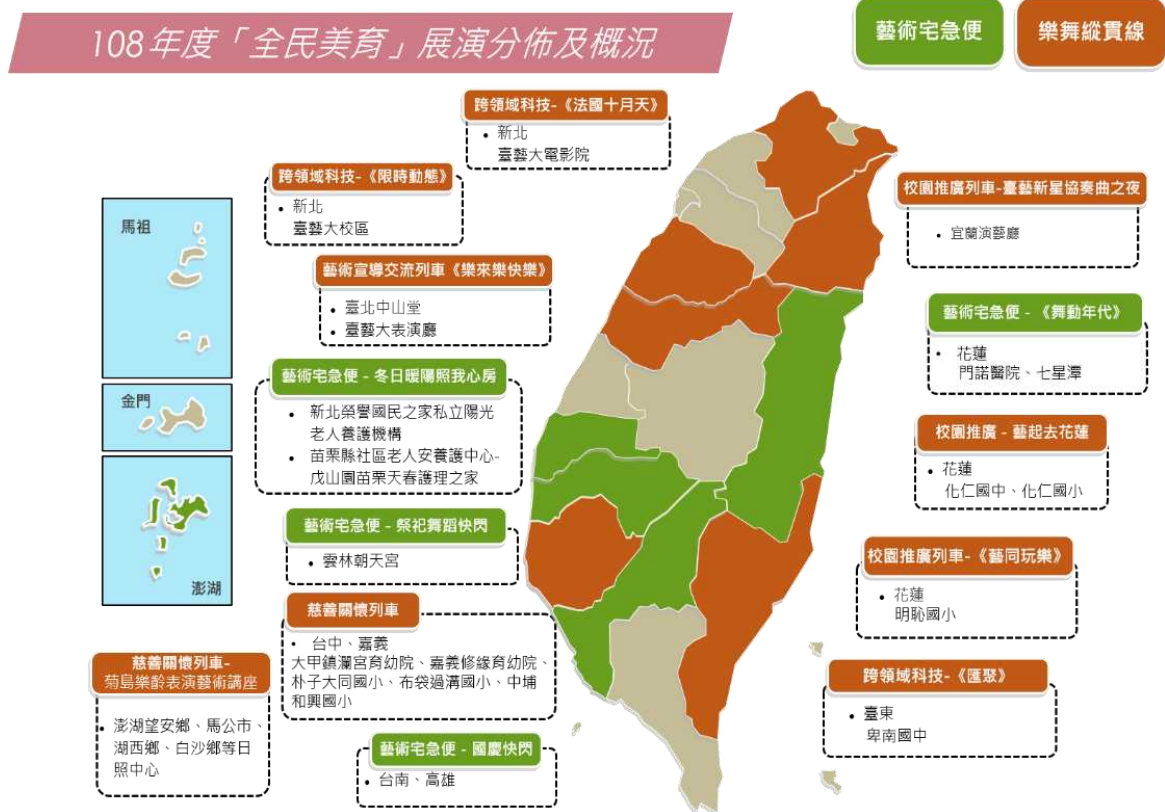 108年度「全民美育」展演分佈及概況
藝術宅急便
樂舞縱貫線
跨領域科技-《法國十月天》
• 新北
臺藝大電影院
跨領域科技-《限時動態》
• 新北
臺藝大校區
藝術宣導交流列車《樂來樂快樂》
• 臺北中山堂
• 臺藝大表演廳
藝術宅急便 - 冬日暖陽照我心房
• 新北榮譽國民之家私立陽光
老人養護機構
• 苗栗縣社區老人安養護中心-
戊山園苗栗天春護理之家
藝術宅急便 - 祭祀舞蹈快閃
• 雲林朝天宮
慈善關懷列車
• 台中、嘉義
大甲鎮瀾宮育幼院、嘉義修緣育幼院、
朴子大同國小、布袋過溝國小、中埔
和興國小
慈善關懷列車-
菊島樂齡表演藝術講座
• 澎湖望安鄉、馬公市、
湖西鄉、白沙鄉等日
照中心
藝術宅急便 - 國慶快閃
• 台南、高雄
馬祖
金門
澎湖
校園推廣列車-臺藝新星協奏曲之夜
• 宜蘭演藝廳
藝術宅急便 - 《舞動年代》
• 花蓮
門諾醫院、七星潭
校園推廣 - 藝起去花蓮
• 花蓮
化仁國中、化仁國小
校園推廣列車-《藝同玩樂》
• 花蓮
明恥國小
跨領域科技-《匯聚》
• 臺東
卑南國中